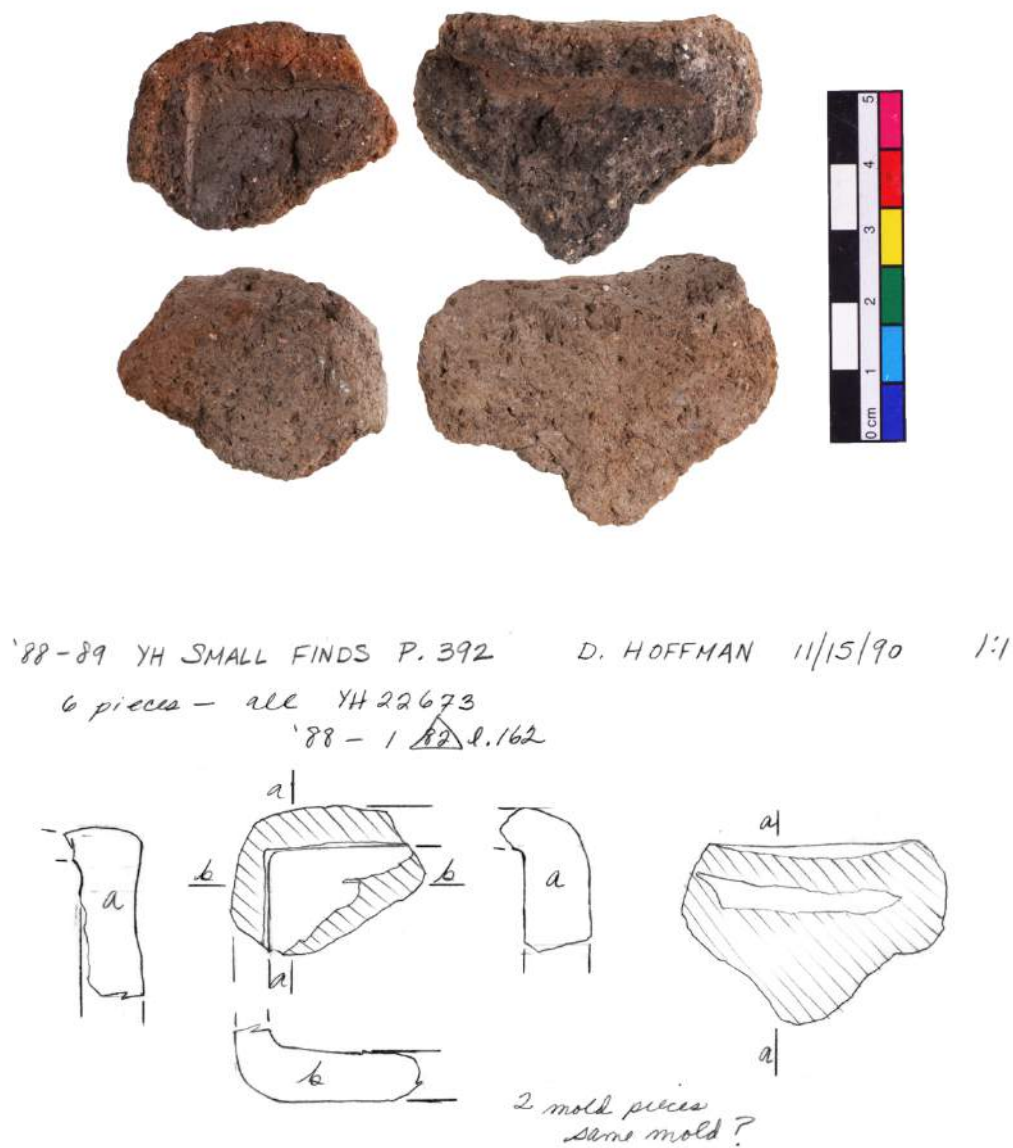 5
4
3
2
1
0 cm
'88-89 YH SMALL FINDS P. 392 D. HOFFMAN 11/15/90 1:1
6 pieces – all YH 22673
'88 – 1 82 l. 162
a
a
b
b
a
a
a
a
b
a
2 mold pieces
same mold?